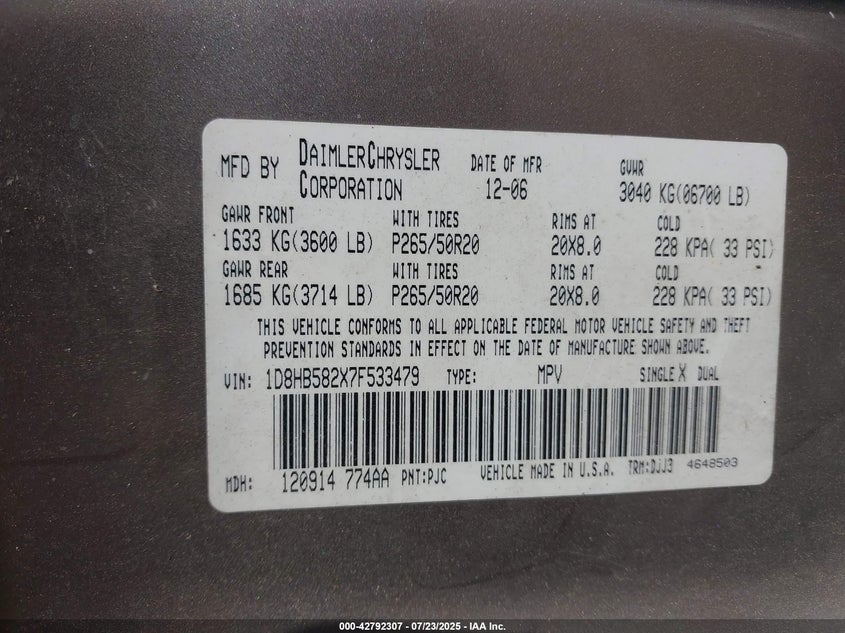 MFD BY DAIMLERCHRYSLER CORPORATION DATE OF MFR 12-06 GVWR 3040 KG(06700 LB)
GAWR FRONT WITH TIRES RIMS AT COLD
1633 KG(3600 LB) P265/50R20 20X8.0 228 KPA( 33 PSI)
GAWR REAR WITH TIRES RIMS AT COLD
1685 KG(3714 LB) P265/50R20 20X8.0 228 KPA( 33 PSI)
THIS VEHICLE CONFORMS TO ALL APPLICABLE FEDERAL MOTOR VEHICLE SAFETY AND THEFT
PREVENTION STANDARDS IN EFFECT ON THE DATE OF MANUFACTURE SHOWN ABOVE.
VIN: 1D8HB582X7F533479 TYPE: MPV SINGLE X DUAL
MDH: 120914 774AA PNT:PJC VEHICLE MADE IN U.S.A. TRM:DJJ3 4648503
000-42792307 - 07/23/2025 - IAA Inc.